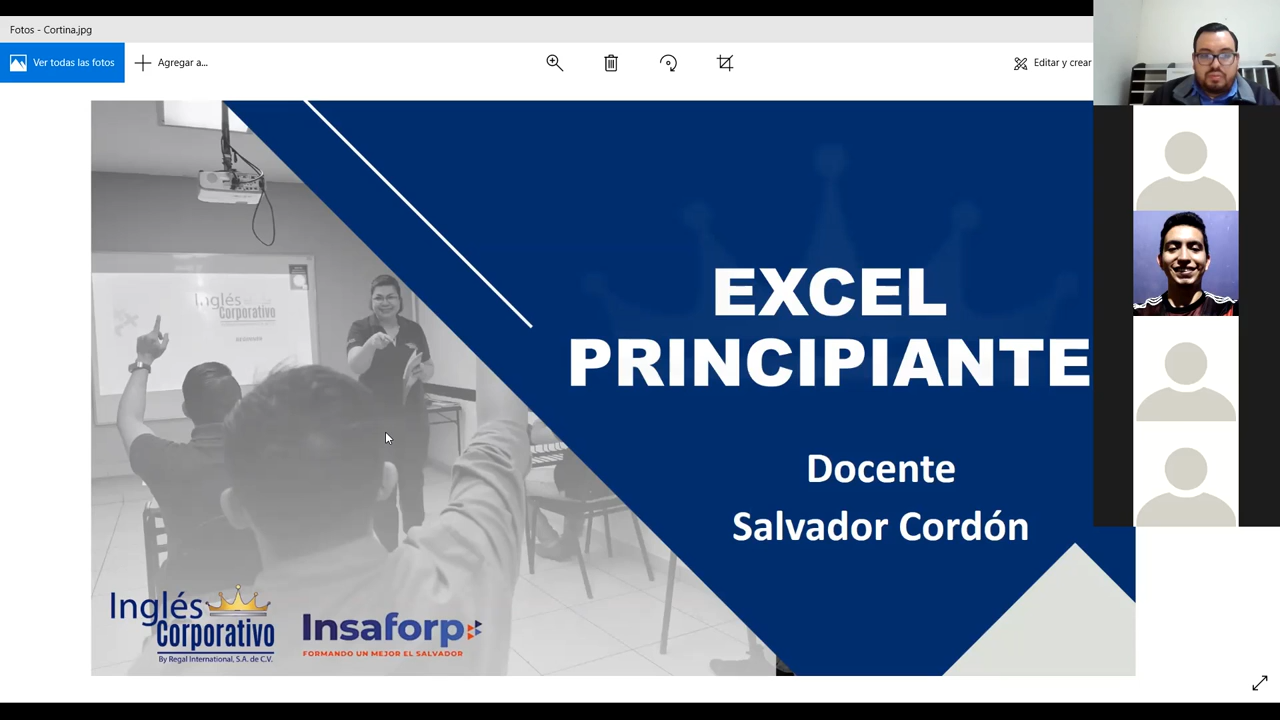 Fotos - Cortina.jpg
Ver todas las fotos
Agregar a...
Editar y crear
EXCEL
PRINCIPIANTE
Docente
Salvador Cordón
Inglés
Corporativo
Inglés
Corporativo
By Regal International, S.A. de C.V.
Insaforp
FORMANDO UN MEJOR EL SALVADOR